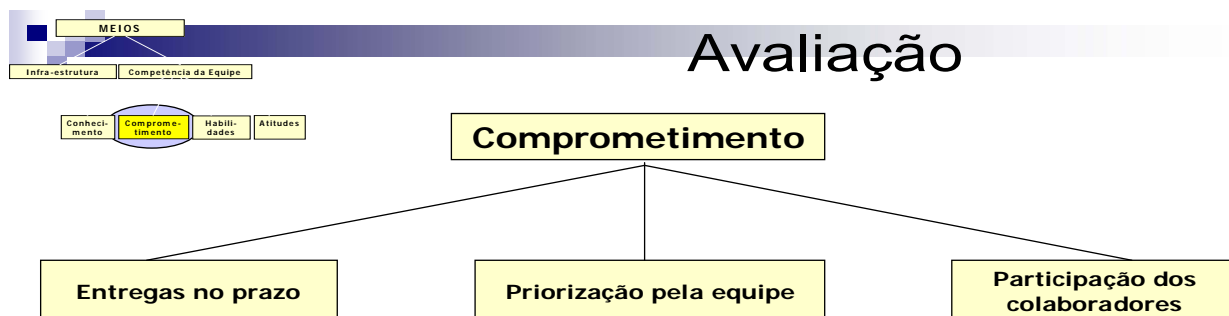 MEIOS
Avaliação
Infra-estrutura
Competência da Equipe
Conheci-
mento
Comprome-
timento
Habili-
dades
Atitudes
Comprometimento
Entregas no prazo
Priorização pela equipe
Participação dos
colaboradores